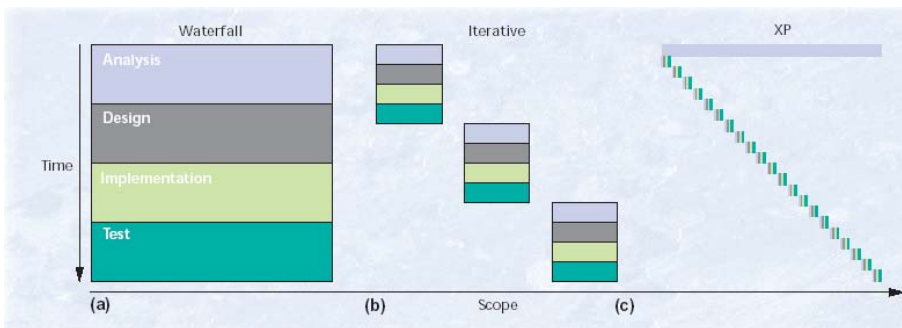 Waterfall
Iterative
XP
Analysis
Design
Time
Implementation
Test
(a)
(b)
Scope
(c)